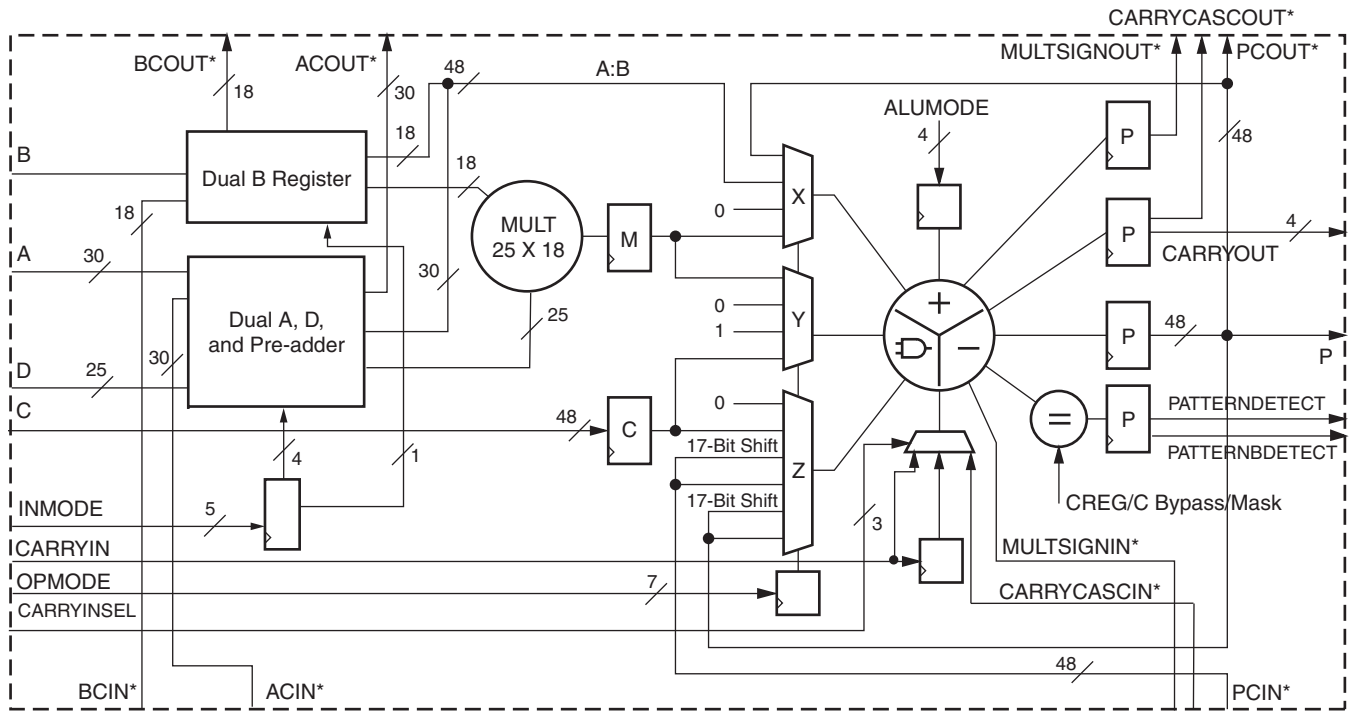 CARRYCASCOUT*
BCOUT* ACOUT* MULTSIGNOUT* PCOUT*
18 30 48 A:B
ALUMODE
4 48
B 18 P
Dual B Register 18
18 0 X
MULT
25 X 18 M P 4
A 30 30 CARRYOUT
Dual A, D,
and Pre-adder 25 0 Y + P 48
30 1 – P
D 25
C 48 C 0 = P PATTERNDETECT
17-Bit Shift PATTERNBDETECT
4 1 Z
17-Bit Shift CREG/C Bypass/Mask
INMODE 5 3
CARRYIN MULTSIGNIN*
OPMODE 7 CARRYCASCIN*
CARRYINSEL
48
BCIN* ACIN* PCIN*